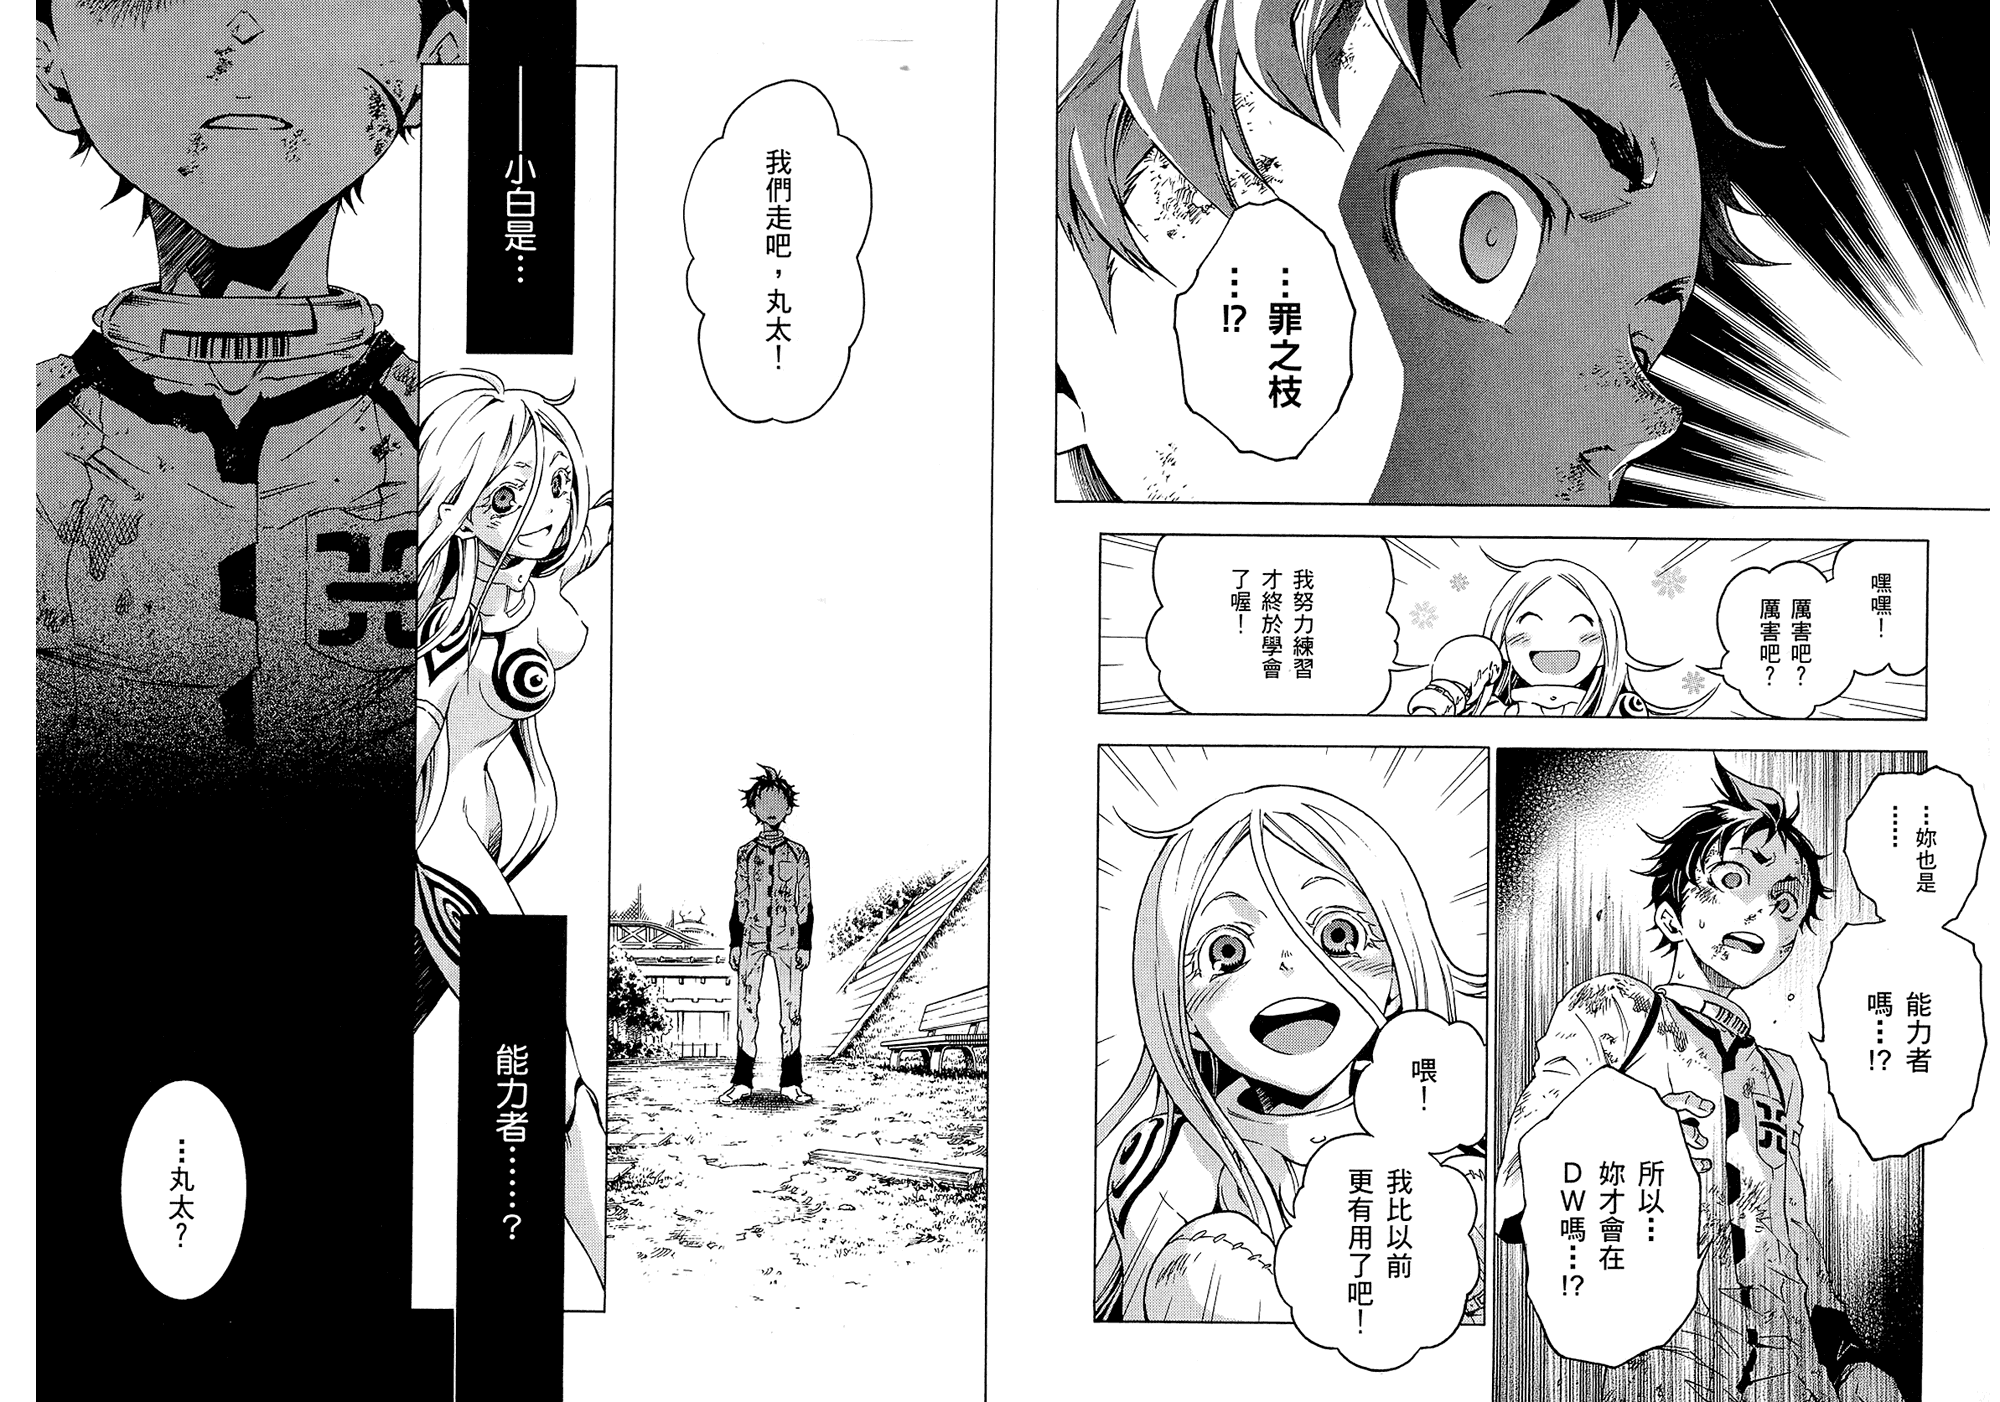 …罪之枝
…⁉
嘿嘿！
厲害吧？
厲害吧？
我努力練習
才終於學會
了喔！
…妳也是
……
能力者
嗎…⁉
所以…
妳才會在
DW嗎…⁉
喂！
我比以前
更有用了吧！
我們走吧，丸太！
——小白是…
能力者……？
…丸太？